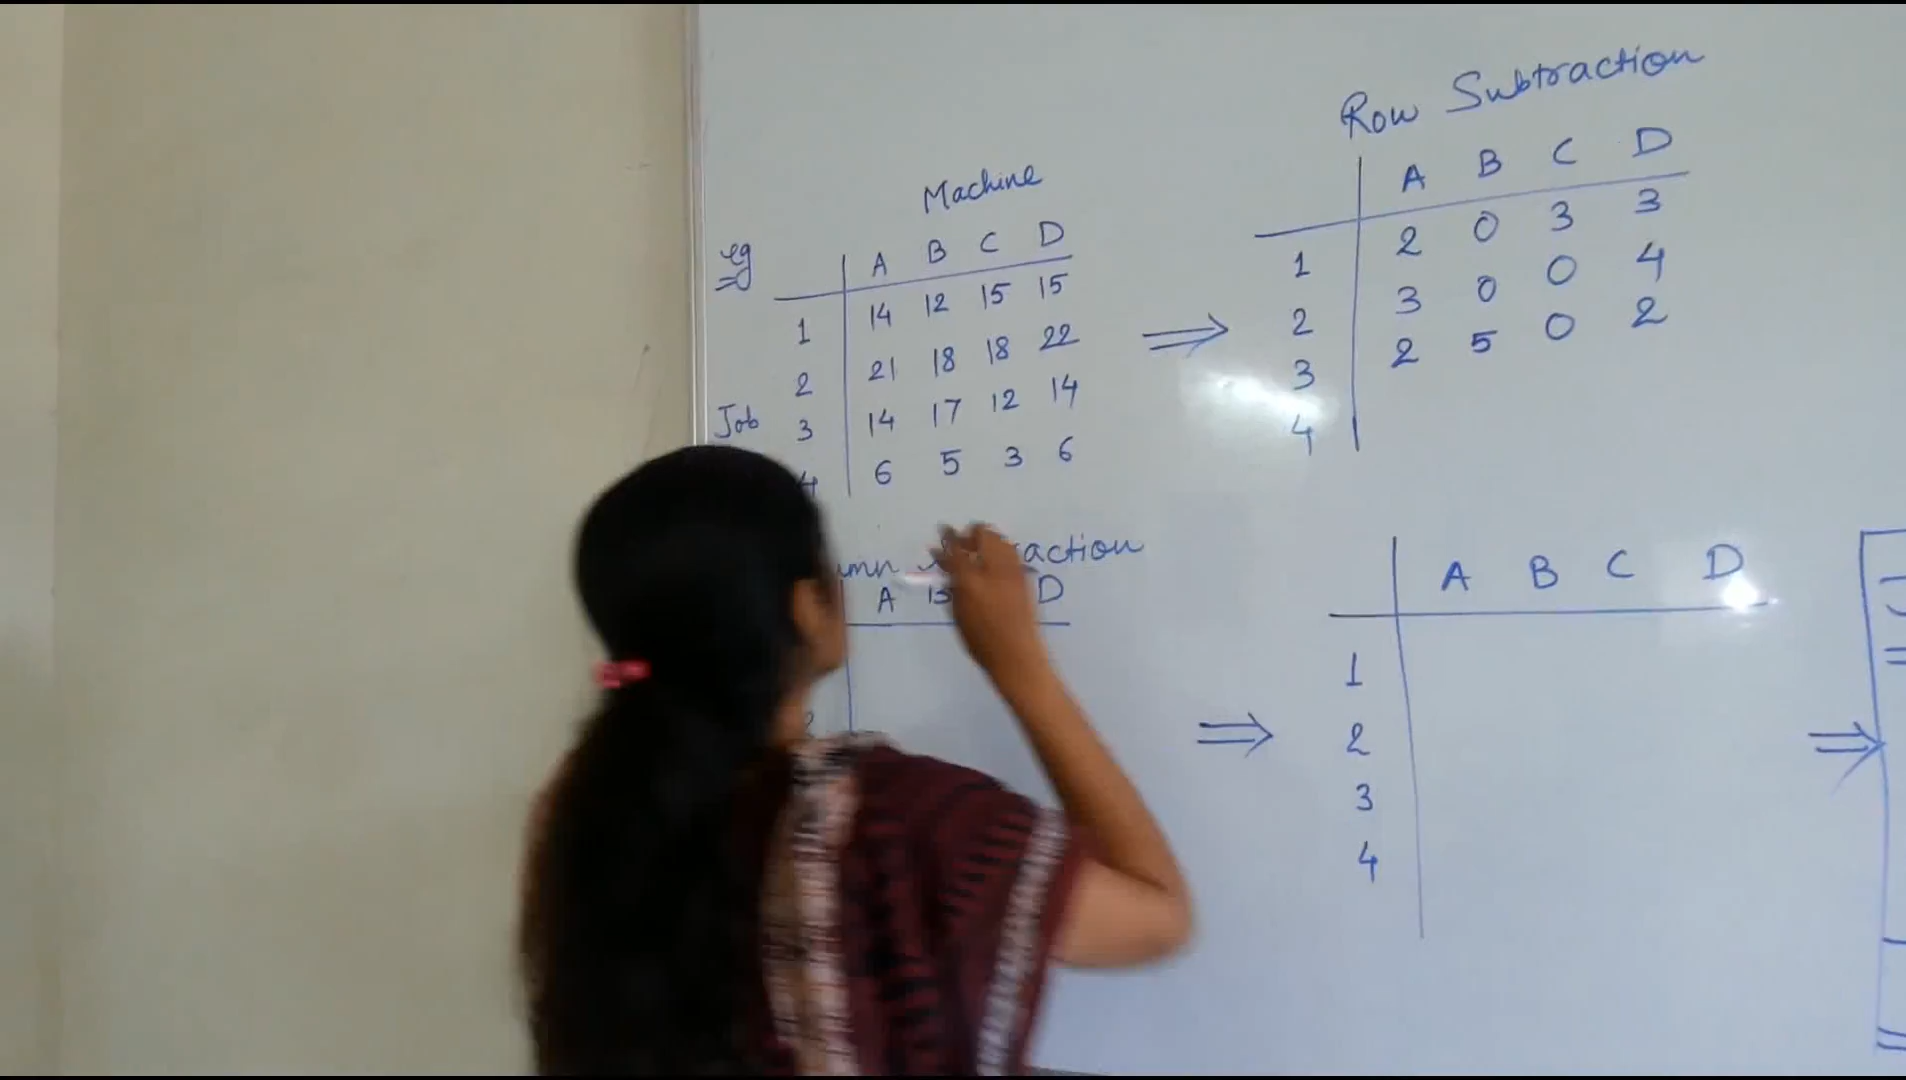 Machine
eg
A B C D
1 14 12 15 15
2 21 18 18 22
Job 3 14 17 12 14
4 6 5 3 6
Row Subtraction
A B C D
1 2 0 3 3
2 3 0 0 4
3 2 5 0 2
4
A D
A B C D
1
2
3
4